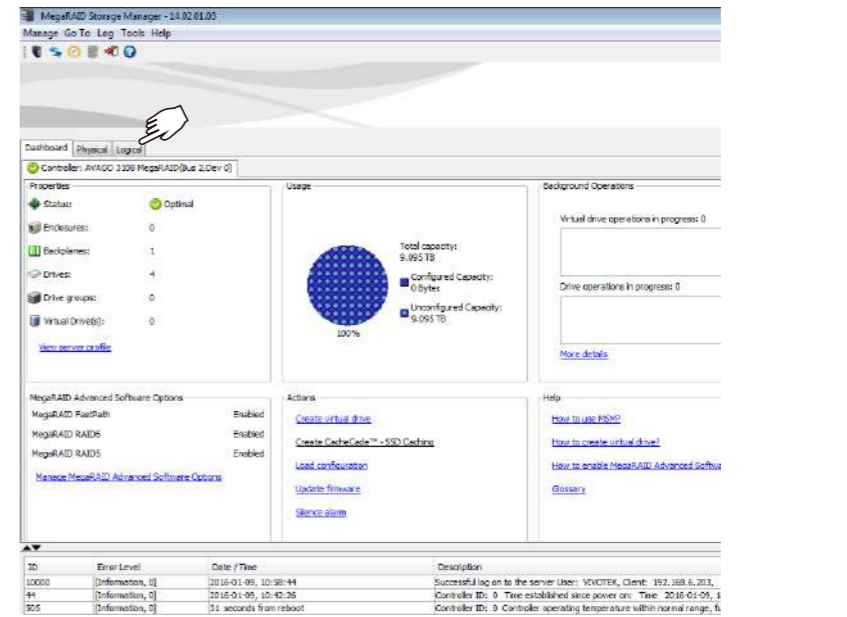 MegaRAID Storage Manager - 14.02.01.03
Manage Go To Log Tools Help
Dashboard Physical Logical
Controller: AVAGO 3108 MegaRAID(Bus 2,Dev 0)
Properties
Status: Optimal
Enclosures: 0
Backplanes: 1
Drives: 4
Drive groups: 0
Virtual Drive(s): 0
View server profile
Usage
Total capacity:
9.095 TB
Configured Capacity:
0 Bytes
Unconfigured Capacity:
9.095 TB
100%
Background Operations
Virtual drive operations in progress: 0
Drive operations in progress: 0
More details
MegaRAID Advanced Software Options
MegaRAID FastPath Enabled
MegaRAID RAID6 Enabled
MegaRAID RAID5 Enabled
Manage MegaRAID Advanced Software Options
Actions
Create virtual drive
Create CacheCade™ - SSD Caching
Load configuration
Update firmware
Silence alarm
Help
How to use MSM?
How to create virtual drive?
How to enable MegaRAID Advanced Softwa
Glossary
ID Error Level Date / Time Description
10000 [Information, 0] 2016-01-09, 10:58:44 Successful log on to the server User: VIVOTEK, Client: 192.168.6.203,
44 [Information, 0] 2016-01-09, 10:42:26 Controller ID: 0 Time established since power on: Time 2016-01-09, 1
505 [Information, 0] 31 seconds from reboot Controller ID: 0 Controller operating temperature within normal range, fu